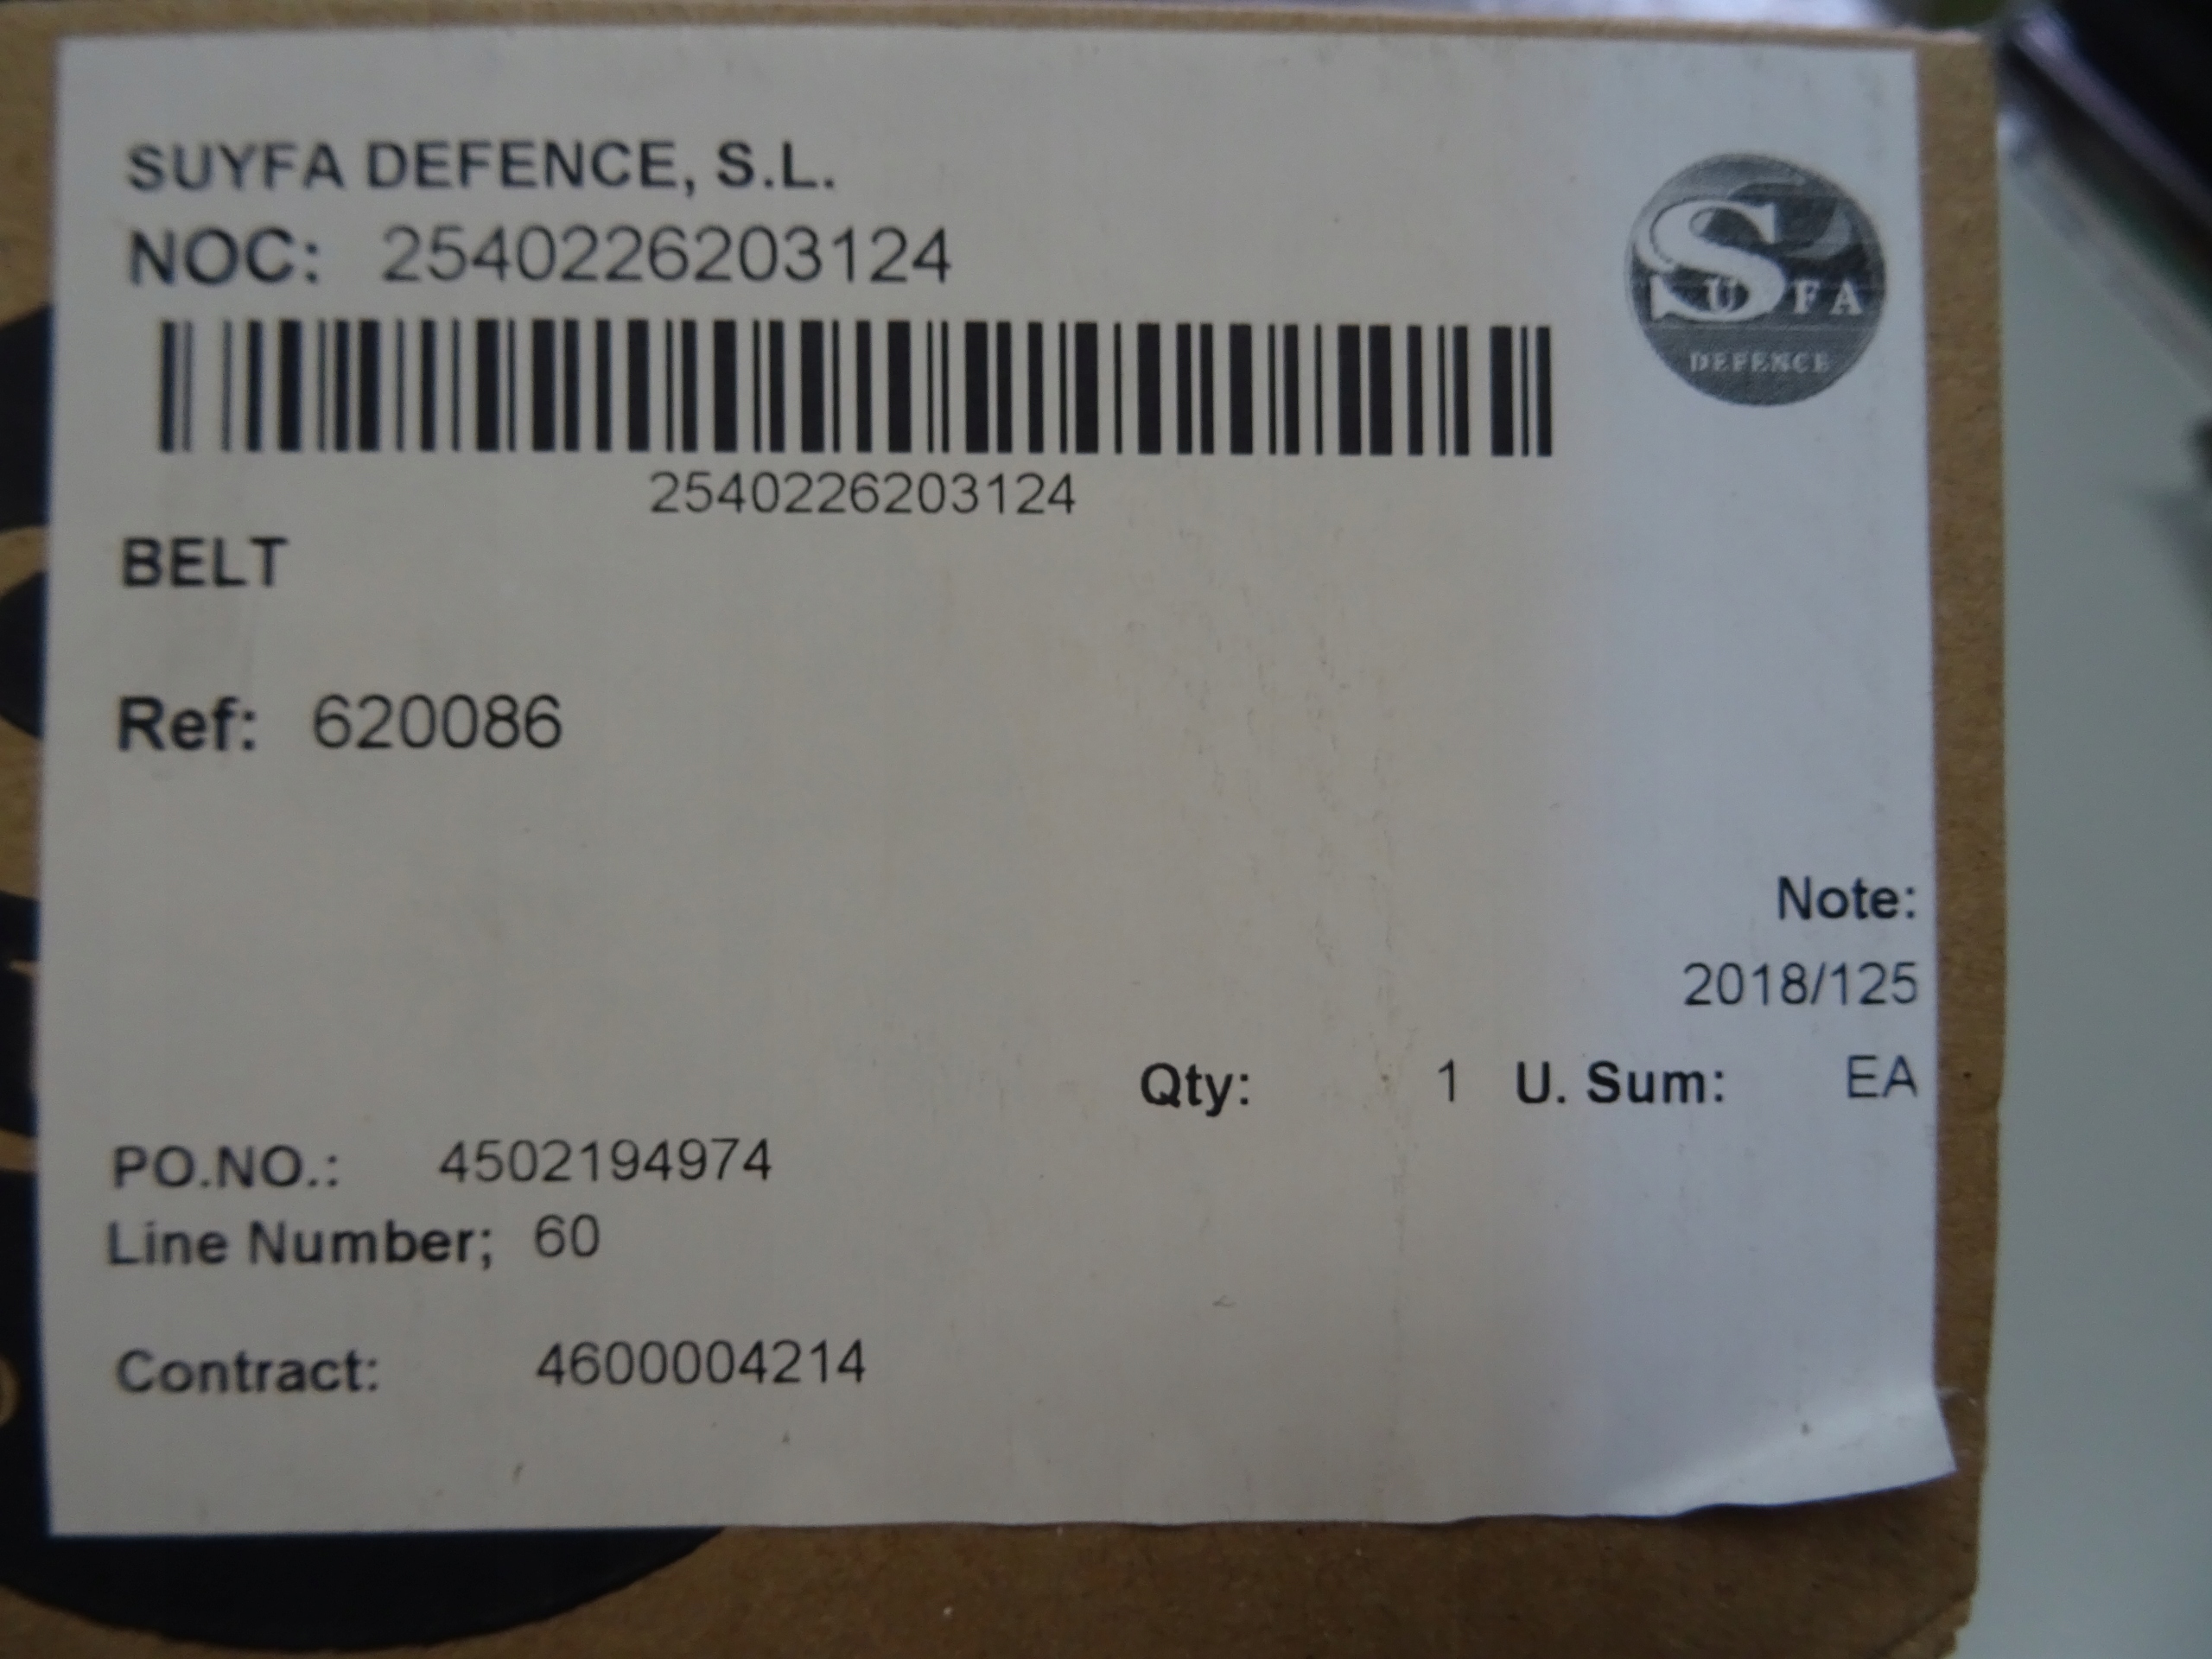 SUYFA DEFENCE, S.L.
NOC: 2540226203124
SUFA
DEFENCE
2540226203124
BELT
Ref: 620086
Note:
2018/125
Qty: 1 U. Sum: EA
PO.NO.: 4502194974
Line Number; 60
Contract: 4600004214